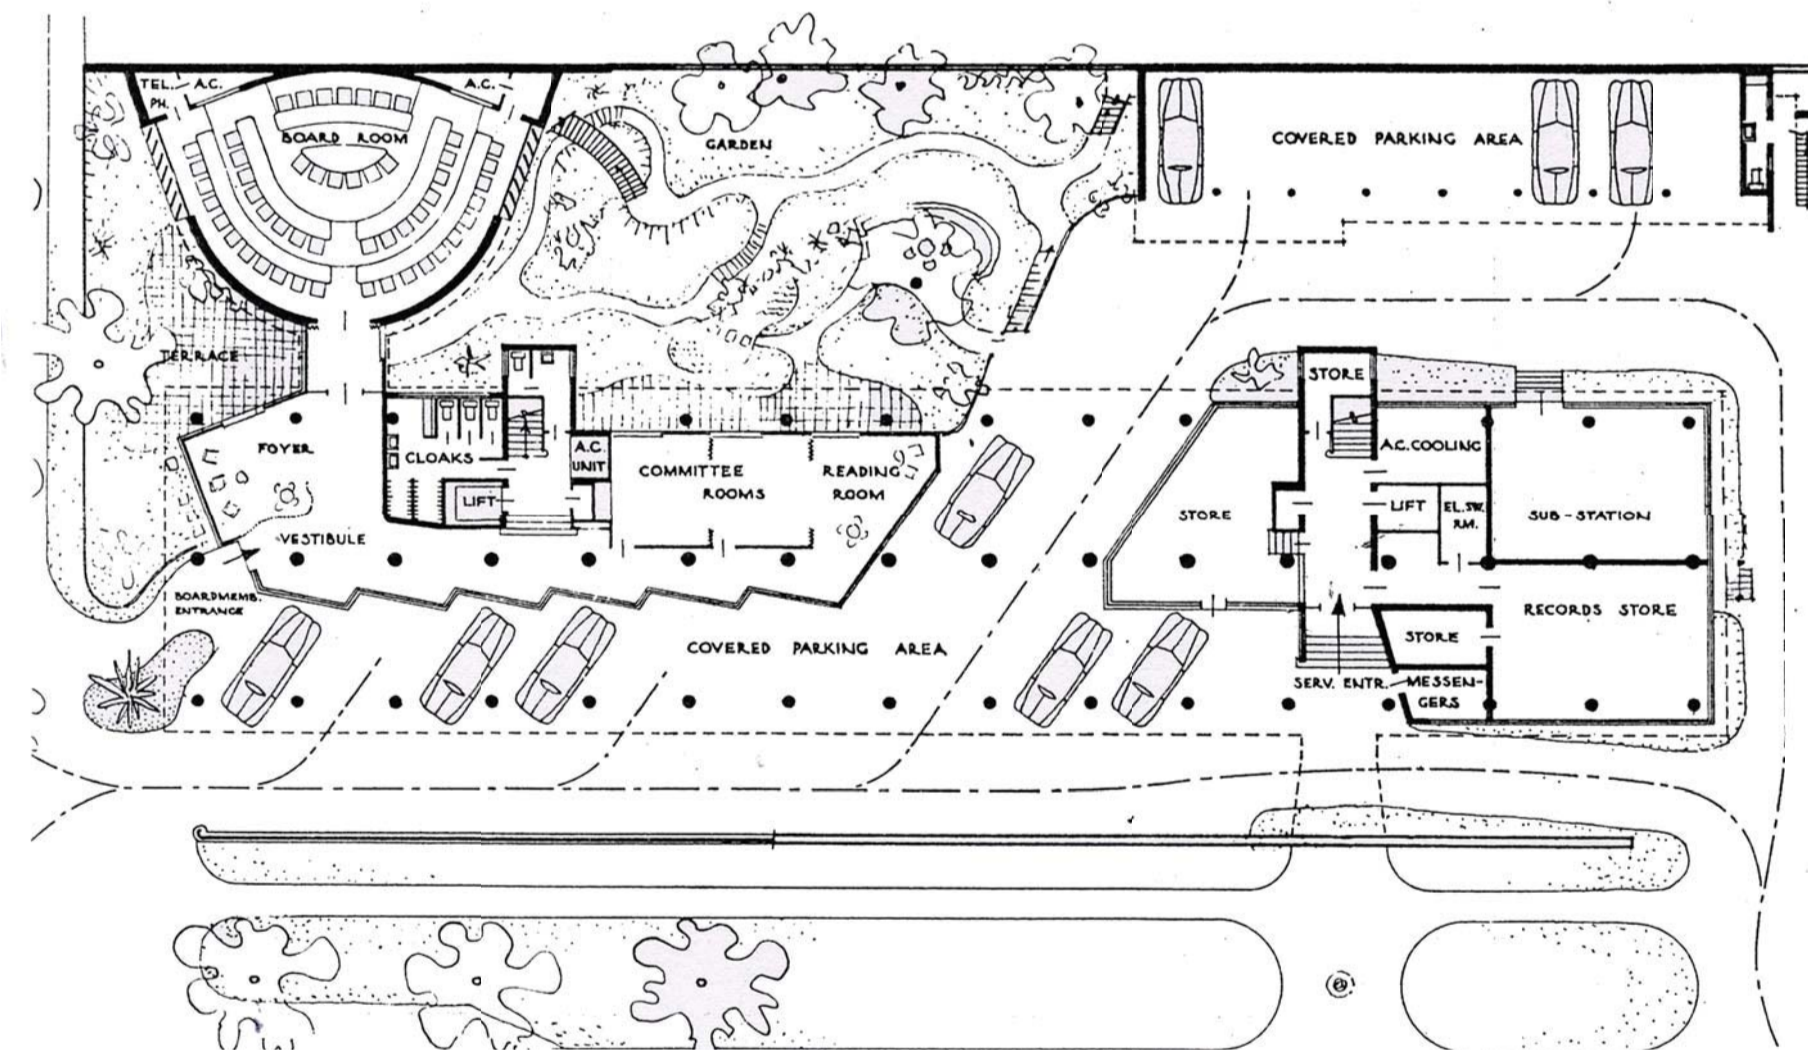 TEL.
PH.
A.C.
A.C.
BOARD ROOM
GARDEN
COVERED PARKING AREA
TERRACE
STORE
FOYER
CLOAKS
A.C.
UNIT
COMMITTEE
ROOMS
READING
ROOM
A.C. COOLING
LIFT
LIFT
EL. SW.
RM.
STORE
SUB-STATION
VESTIBULE
BOARDMEMB.
ENTRANCE
COVERED PARKING AREA
RECORDS STORE
STORE
SERV. ENTR.
MESSEN-
GERS